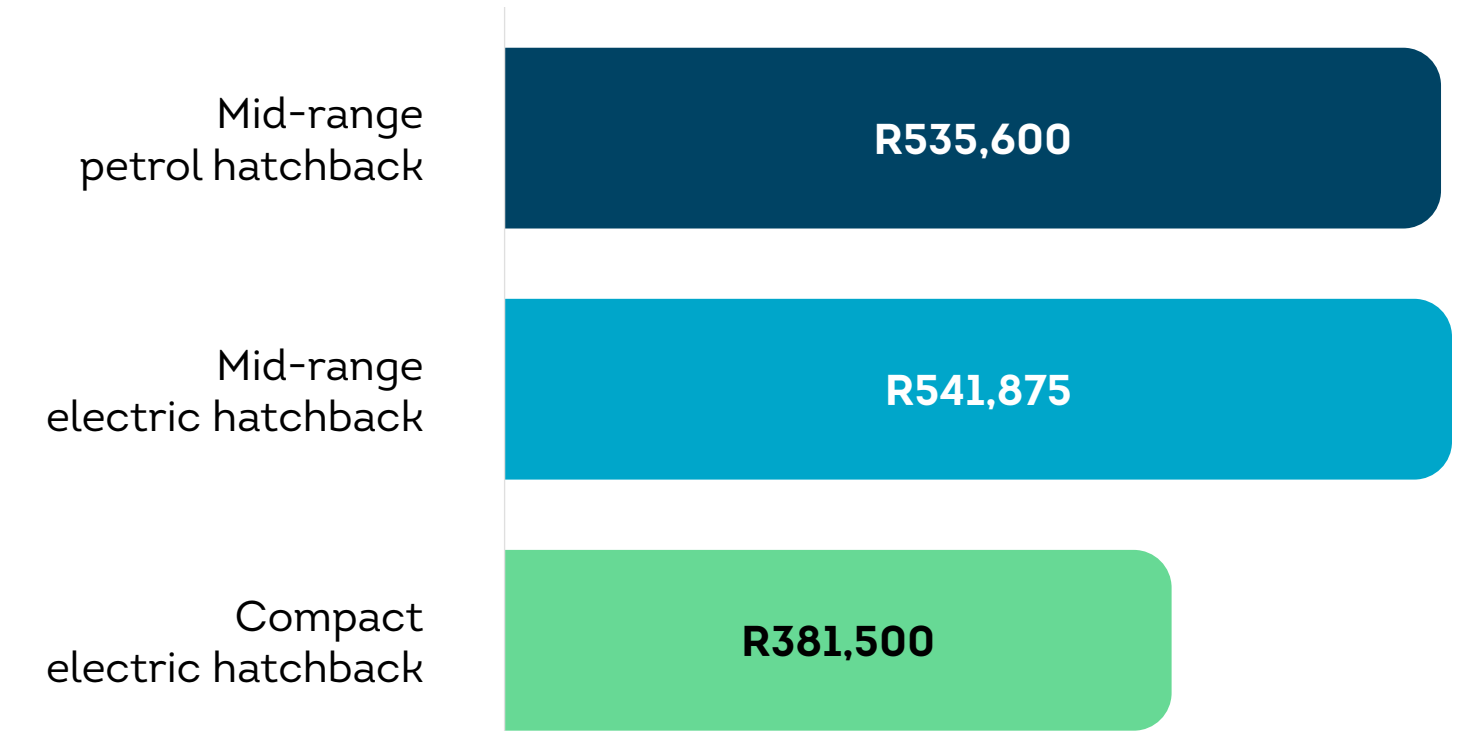 Mid-range
petrol hatchback
R535,600
Mid-range
electric hatchback
R541,875
Compact
electric hatchback
R381,500